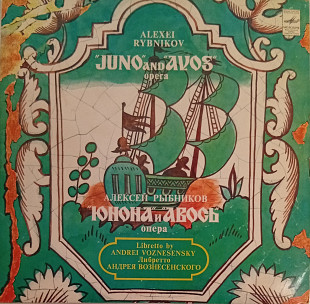 ALEXEI
RYBNIKOV
"JUNO" AND "AVOS"
opera
АЛЕКСЕЙ РЫБНИКОВ
ЮНОНА и АВОСЬ
опера
Libretto by
ANDREI VOZNESENSKY
Либретто
АНДРЕЯ ВОЗНЕСЕНСКОГО